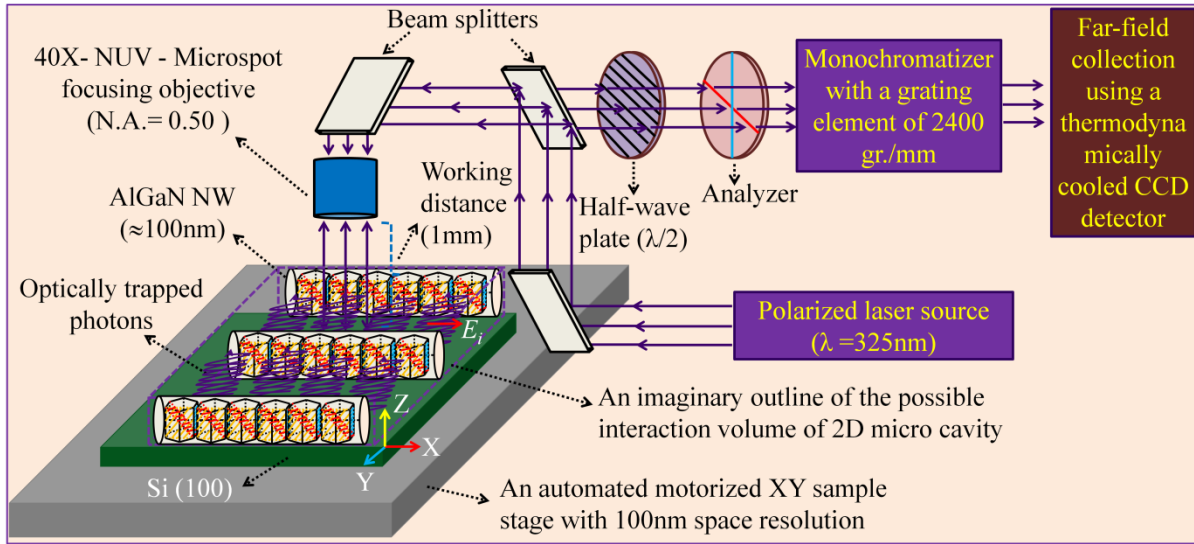 Beam splitters
40X- NUV - Microspot
focusing objective
(N.A.= 0.50 )
AlGaN NW
(≈100nm)
Optically trapped
photons
Working
distance
(1mm)
Half-wave
plate (λ/2)
Analyzer
Monochromatizer
with a grating
element of 2400
gr./mm
Far-field
collection
using a
thermodyna
mically
cooled CCD
detector
Polarized laser source
(λ =325nm)
E_i
An imaginary outline of the possible
interaction volume of 2D micro cavity
Z
X
Y
Si (100)
An automated motorized XY sample
stage with 100nm space resolution